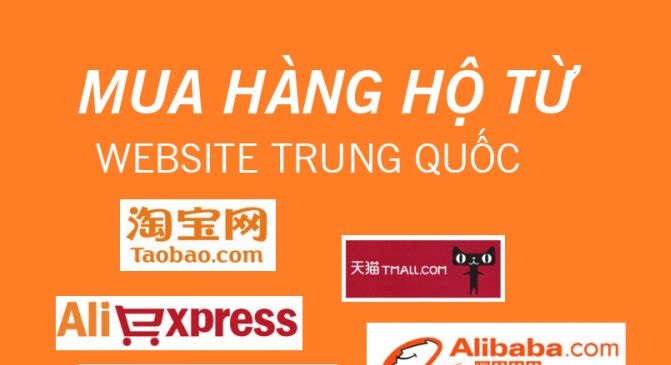 MUA HÀNG HỘ TỪ
WEBSITE TRUNG QUỐC
淘宝网
Taobao.com
天猫 TMALL.COM
AliExpress
Alibaba.com